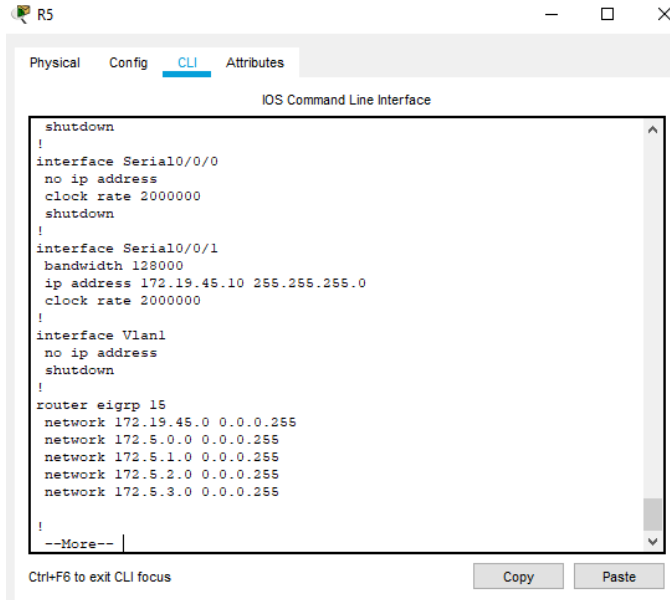 R5
Physical Config CLI Attributes
IOS Command Line Interface
shutdown
!
interface Serial0/0/0
no ip address
clock rate 2000000
shutdown
!
interface Serial0/0/1
bandwidth 128000
ip address 172.19.45.10 255.255.255.0
clock rate 2000000
!
interface Vlan1
no ip address
shutdown
!
router eigrp 15
network 172.19.45.0 0.0.0.255
network 172.5.0.0 0.0.0.255
network 172.5.1.0 0.0.0.255
network 172.5.2.0 0.0.0.255
network 172.5.3.0 0.0.0.255
!
--More--
Ctrl+F6 to exit CLI focus
Copy Paste